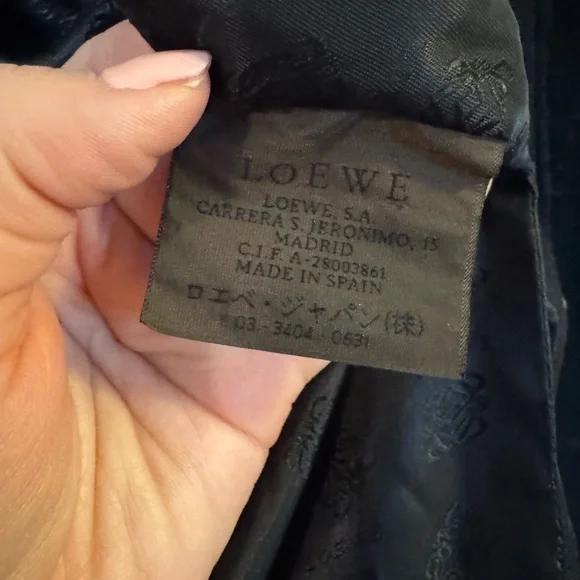 LOEWE
LOEWE, S.A.
CARRERA S. JERONIMO, 15
MADRID
C.I.F. A-28003861
MADE IN SPAIN
ロエベ・ジャパン(株)
03-3404-0631